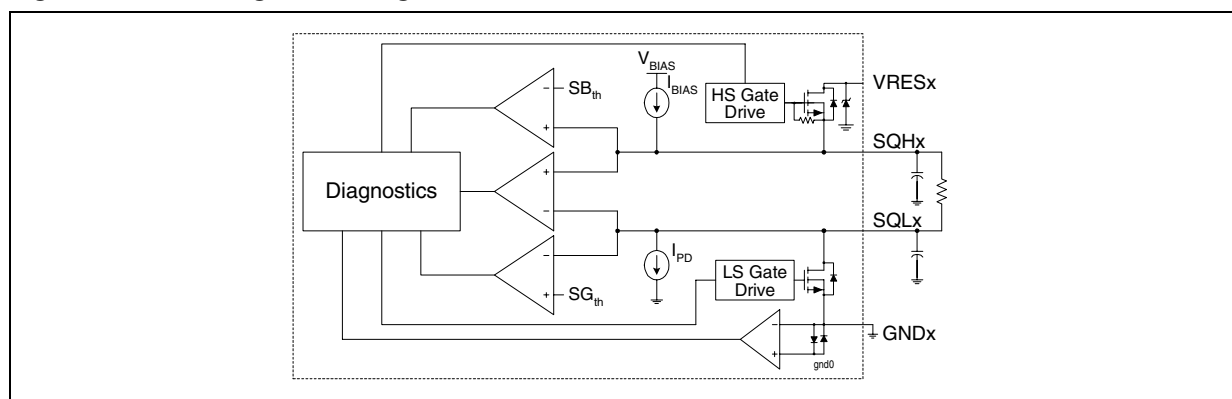 V_BIAS
I_BIAS
SB_th
HS Gate
Drive
VRESx
SQHx
Diagnostics
SQLx
I_PD
LS Gate
Drive
SG_th
GNDx
gnd0
-
+
+
-
-
+
-
+